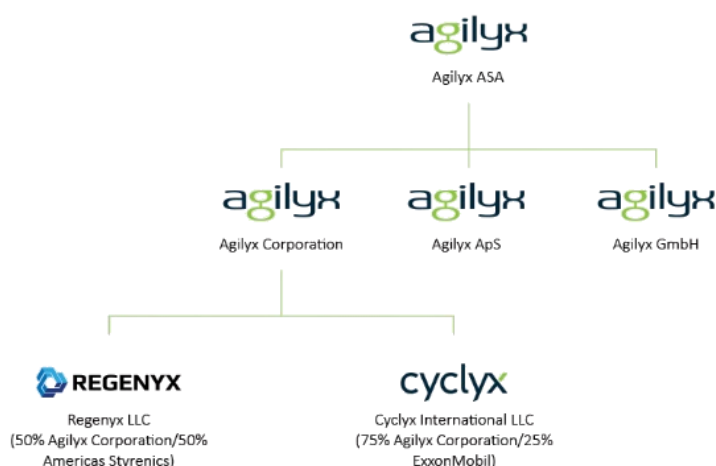 agilyx
Agilyx ASA
agilyx
agilyx
agilyx
Agilyx Corporation
Agilyx ApS
Agilyx GmbH
REGENYX
cyclyx
Regenyx LLC
(50% Agilyx Corporation/50%
Americas Styrenics)
Cyclyx International LLC
(75% Agilyx Corporation/25%
ExxonMobil)